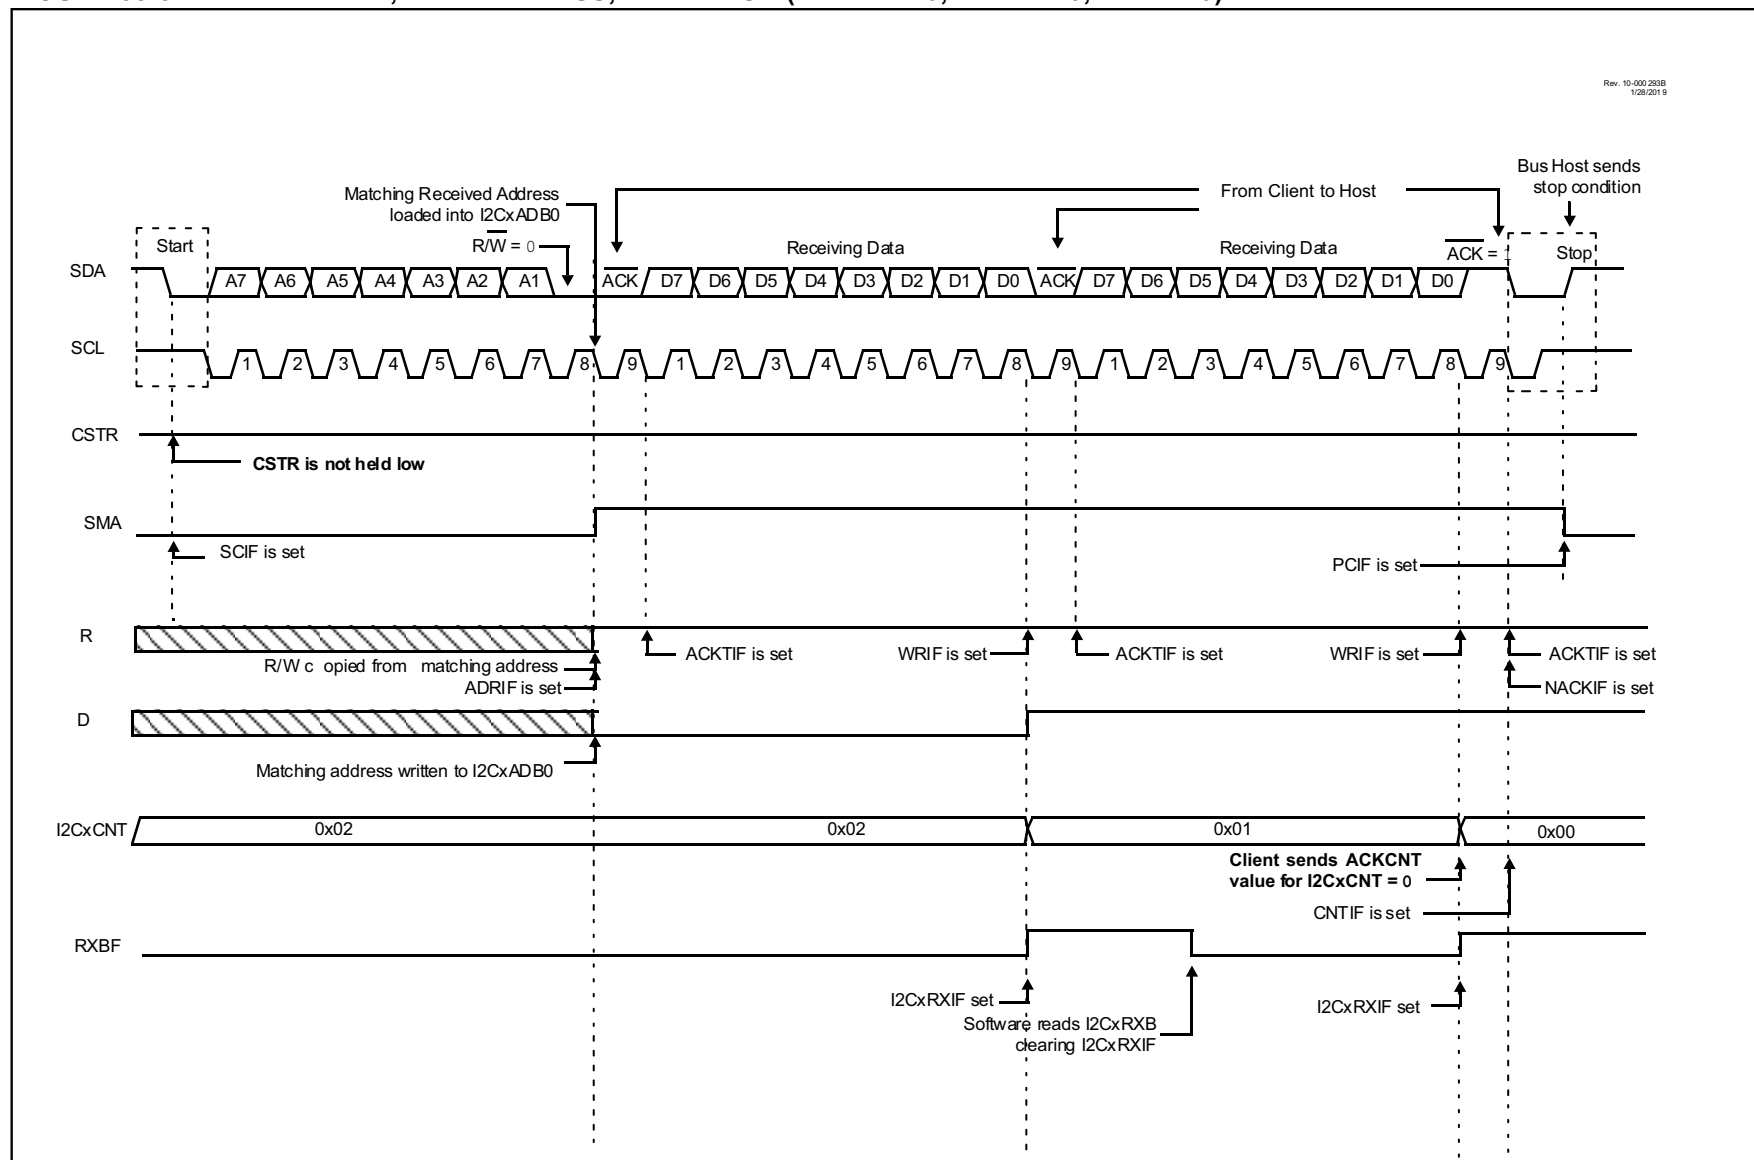 Rev. 10-000 293B
1/28/201 9
Bus Host sends
stop condition
Matching Received Address
loaded into I2CxADB0
From Client to Host
R/W = 0
Start
Receiving Data
Receiving Data
ACK = 1
Stop
SDA
A7 A6 A5 A4 A3 A2 A1 ACK D7 D6 D5 D4 D3 D2 D1 D0 ACK D7 D6 D5 D4 D3 D2 D1 D0
SCL
1 2 3 4 5 6 7 8 9 1 2 3 4 5 6 7 8 9 1 2 3 4 5 6 7 8 9
CSTR
CSTR is not held low
SMA
SCIF is set
PCIF is set
R
ACKTIF is set
WRIF is set
ACKTIF is set
WRIF is set
ACKTIF is set
R/W c opied from matching address
ADRIF is set
NACKIF is set
D
Matching address written to I2CxADB0
I2CxCNT
0x02
0x02
0x01
0x00
Client sends ACKCNT
value for I2CxCNT = 0
CNTIF is set
RXBF
I2CxRXIF set
I2CxRXIF set
Software reads I2CxRXB
clearing I2CxRXIF